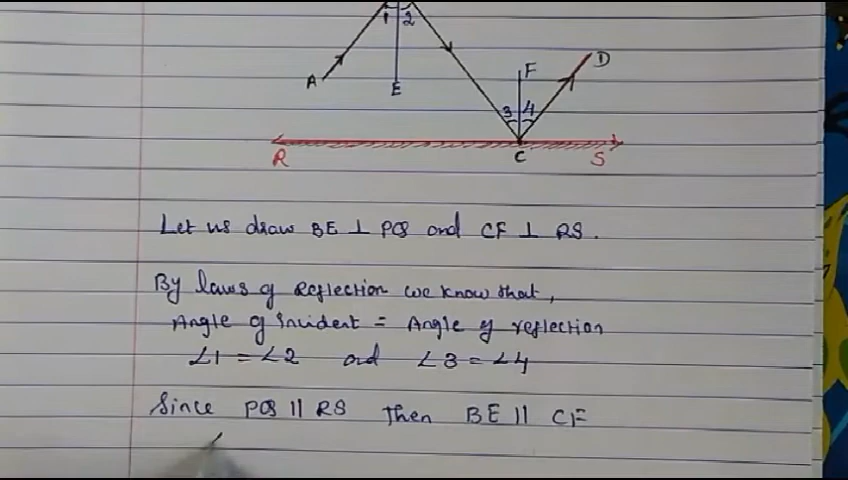 1 2
A E F D
3 4
R C S
Let us draw BE ⊥ PQ and CF ⊥ RS.
By laws of reflection we know that,
Angle of incident = Angle of reflection
∠1 = ∠2 and ∠3 = ∠4
Since PQ || RS then BE || CF